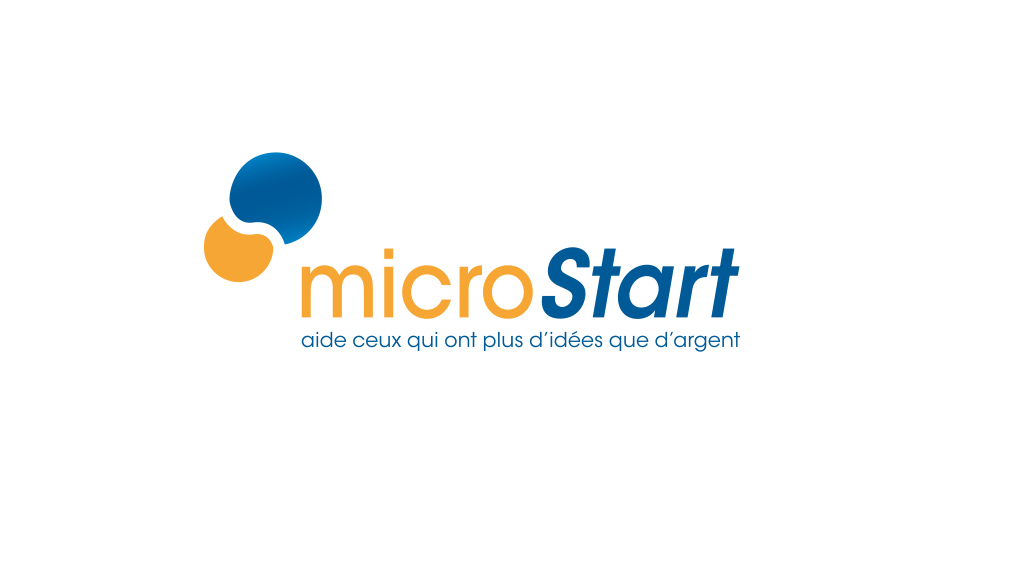 microStart
aide ceux qui ont plus d’idées que d’argent